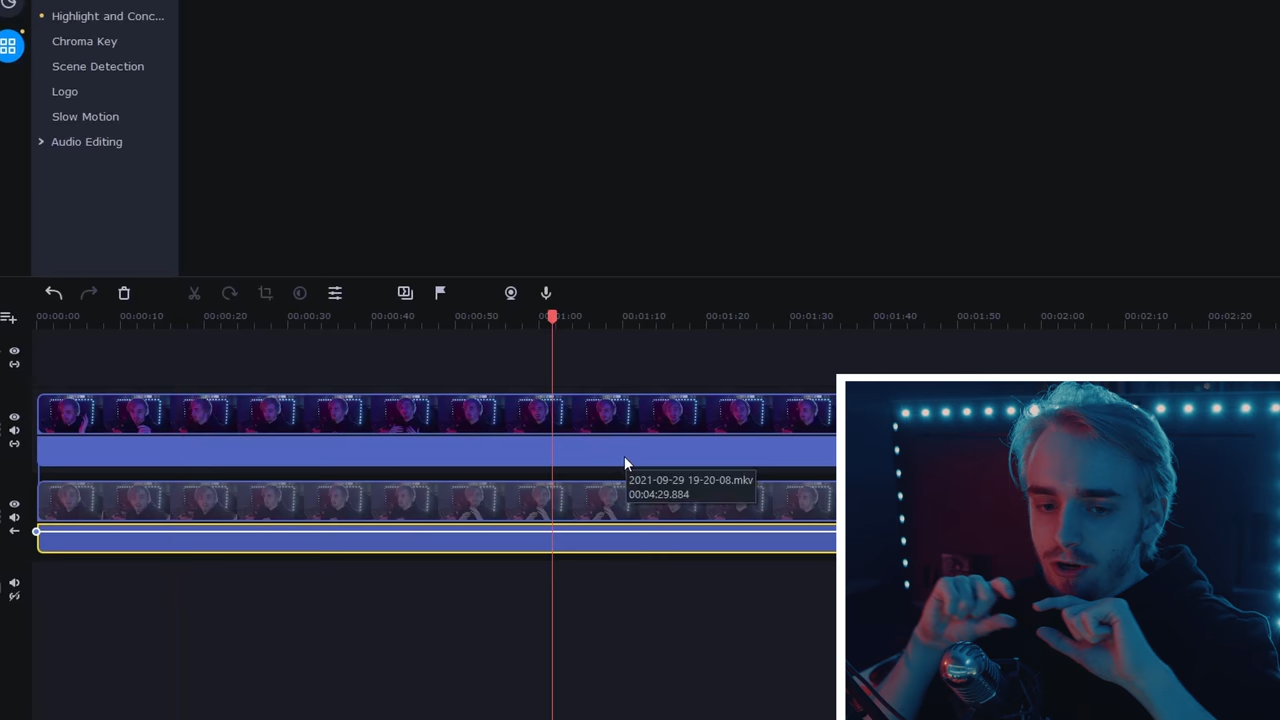 Highlight and Conc...
Chroma Key
Scene Detection
Logo
Slow Motion
Audio Editing
00:00:00 00:00:10 00:00:20 00:00:30 00:00:40 00:00:50 00:01:00 00:01:10 00:01:20 00:01:30 00:01:40 00:01:50 00:02:00 00:02:10 00:02:20
2021-09-29 19-20-08.mkv
00:04:29.884